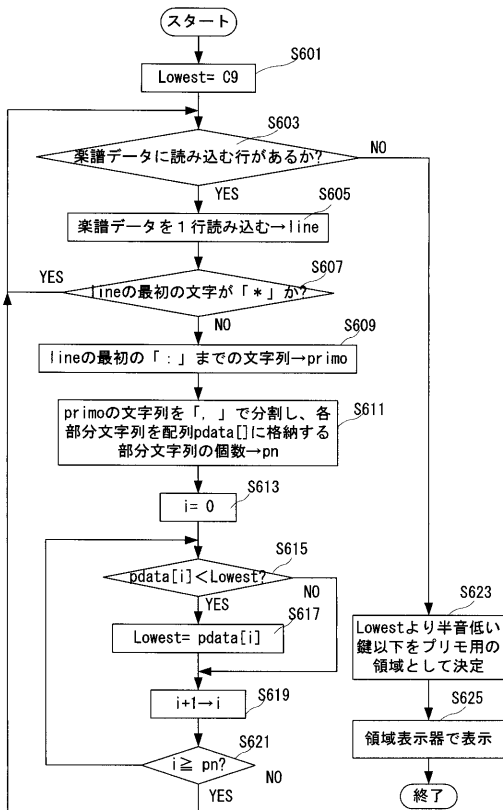 スタート
S601
Lowest= C9
S603
楽譜データに読み込む行があるか?
NO
YES
S605
楽譜データを1行読み込む→line
S607
YES
lineの最初の文字が「*」か?
NO
S609
lineの最初の「:」までの文字列→primo
S611
primoの文字列を「, 」で分割し、各
部分文字列を配列pdata[]に格納する
部分文字列の個数→pn
S613
i= 0
S615
pdata[i]<Lowest?
NO
YES
S617
Lowest= pdata[i]
S619
i+1→i
S621
i≧ pn?
NO
YES
S623
Lowestより半音低い
鍵以下をプリモ用の
領域として決定
S625
領域表示器で表示
終了